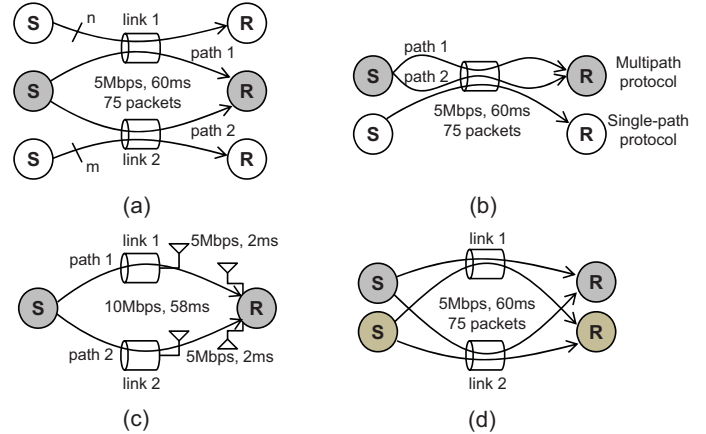 S
n
link 1
R
path 1
S
5Mbps, 60ms
75 packets
R
path 2
S
m
link 2
R
(a)
path 1
S
path 2
R
Multipath
protocol
5Mbps, 60ms
75 packets
S
R
Single-path
protocol
(b)
link 1
5Mbps, 2ms
path 1
S
10Mbps, 58ms
R
path 2
5Mbps, 2ms
link 2
(c)
link 1
S
R
5Mbps, 60ms
75 packets
S
R
link 2
(d)